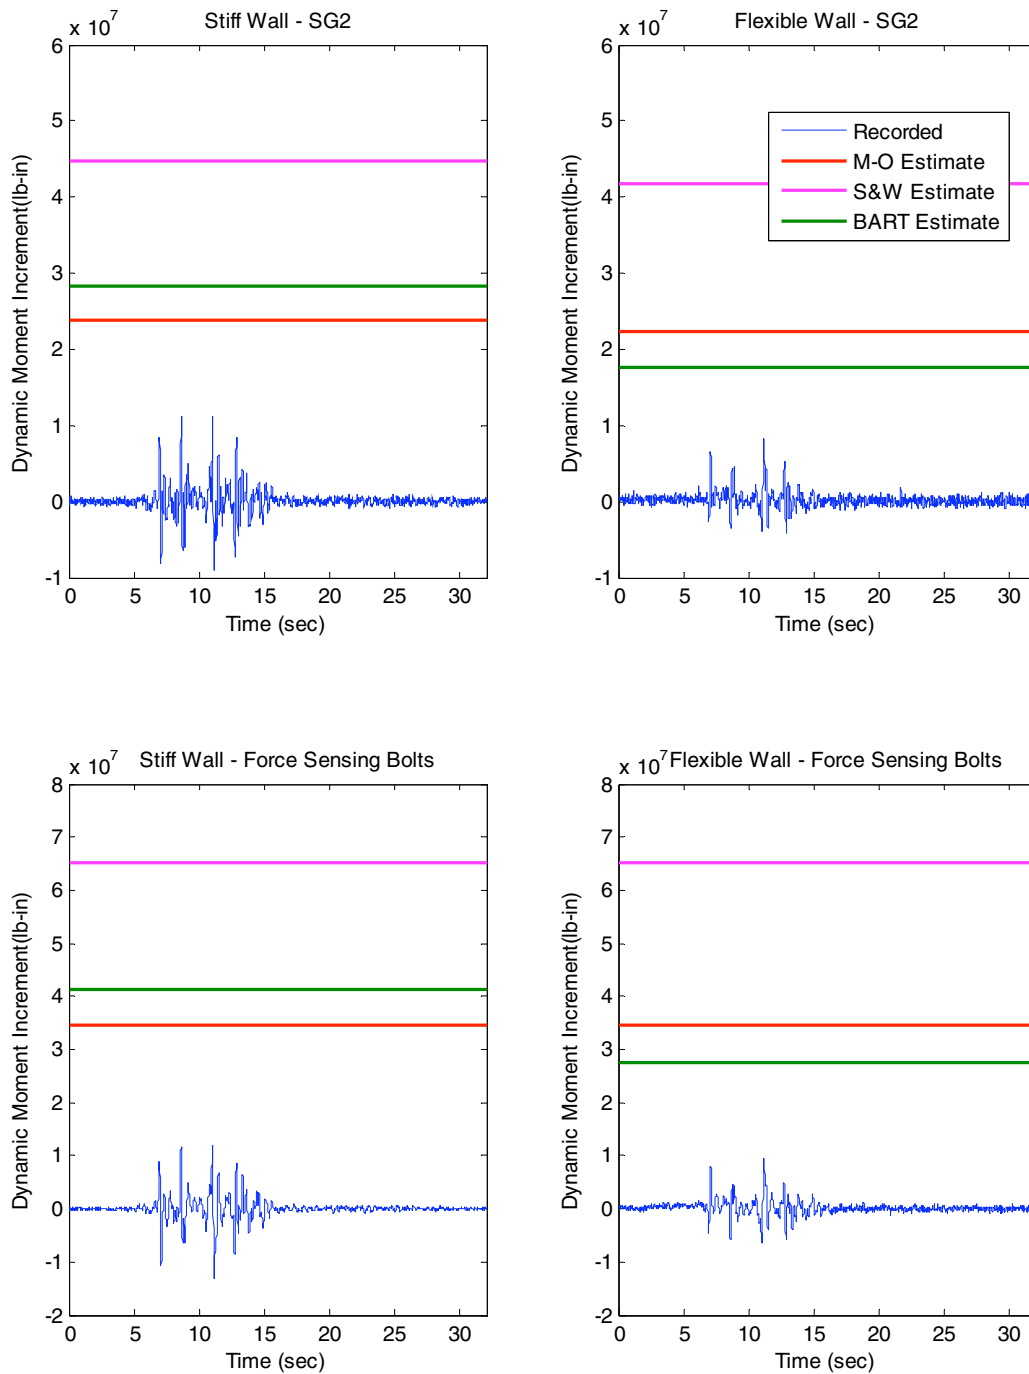 Stiff Wall - SG2
x 10^7
Dynamic Moment Increment(lb-in)
6
5
4
3
2
1
0
-1
0 5 10 15 20 25 30
Time (sec)
Flexible Wall - SG2
x 10^7
Dynamic Moment Increment(lb-in)
6
5
4
3
2
1
0
-1
0 5 10 15 20 25 30
Time (sec)
Recorded
M-O Estimate
S&W Estimate
BART Estimate
Stiff Wall - Force Sensing Bolts
x 10^7
Dynamic Moment Increment(lb-in)
8
7
6
5
4
3
2
1
0
-1
-2
0 5 10 15 20 25 30
Time (sec)
Flexible Wall - Force Sensing Bolts
x 10^7
Dynamic Moment Increment(lb-in)
8
7
6
5
4
3
2
1
0
-1
-2
0 5 10 15 20 25 30
Time (sec)